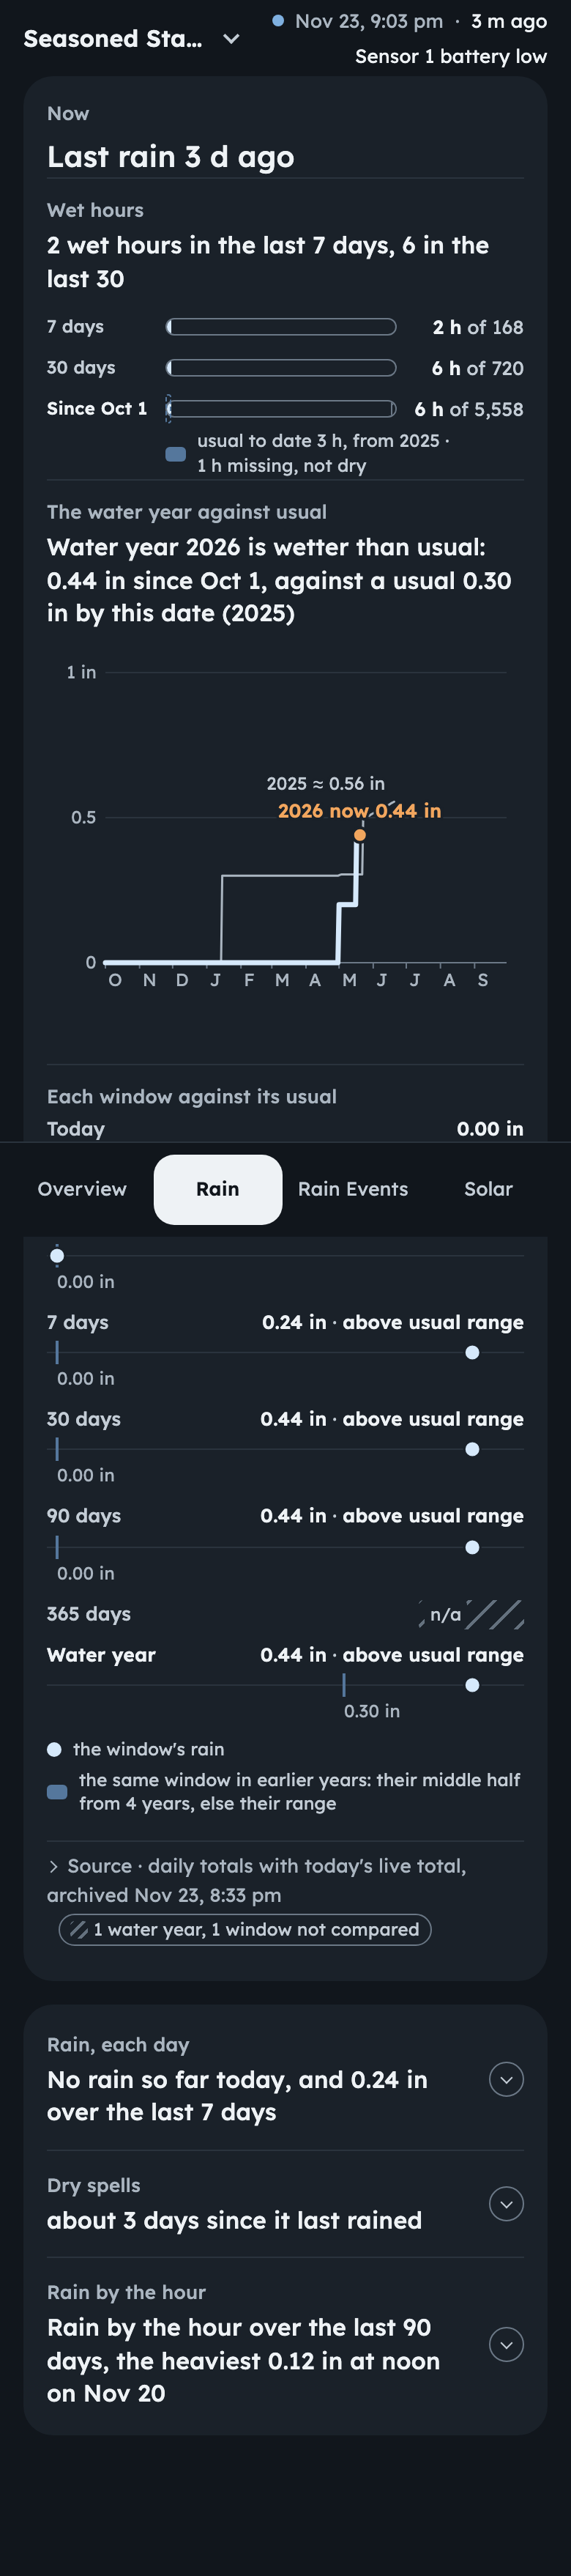 Seasoned Sta...
Nov 23, 9:03 pm · 3 m ago
Sensor 1 battery low
Now
Last rain 3 d ago
Wet hours
2 wet hours in the last 7 days, 6 in the
last 30
7 days 2 h of 168
30 days 6 h of 720
Since Oct 1 6 h of 5,558
usual to date 3 h, from 2025 ·
1 h missing, not dry
The water year against usual
Water year 2026 is wetter than usual:
0.44 in since Oct 1, against a usual 0.30
in by this date (2025)
1 in
2025 ≈ 0.56 in
2026 now 0.44 in
0.5
0
O N D J F M A M J J A S
Each window against its usual
Today 0.00 in
Overview Rain Rain Events Solar
0.00 in
7 days 0.24 in · above usual range
0.00 in
30 days 0.44 in · above usual range
0.00 in
90 days 0.44 in · above usual range
0.00 in
365 days n/a
Water year 0.44 in · above usual range
0.30 in
the window's rain
the same window in earlier years: their middle half
from 4 years, else their range
Source · daily totals with today's live total,
archived Nov 23, 8:33 pm
1 water year, 1 window not compared
Rain, each day
No rain so far today, and 0.24 in
over the last 7 days
Dry spells
about 3 days since it last rained
Rain by the hour
Rain by the hour over the last 90
days, the heaviest 0.12 in at noon
on Nov 20